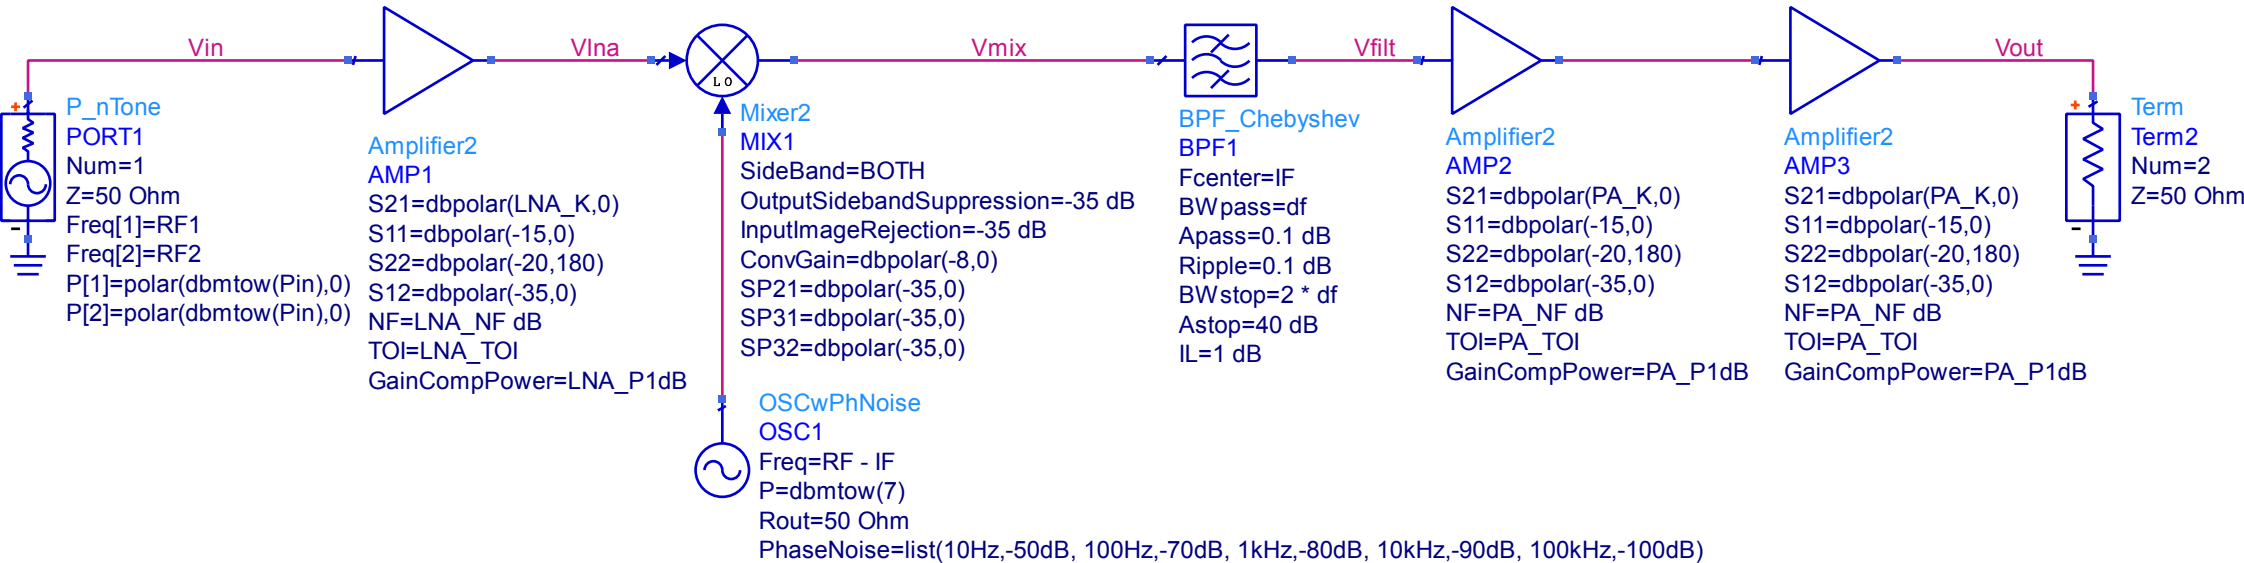 Vin
Vlna
Vmix
Vfilt
Vout
LO
+
-
P_nTone
PORT1
Num=1
Z=50 Ohm
Freq[1]=RF1
Freq[2]=RF2
P[1]=polar(dbmtow(Pin),0)
P[2]=polar(dbmtow(Pin),0)
Amplifier2
AMP1
S21=dbpolar(LNA_K,0)
S11=dbpolar(-15,0)
S22=dbpolar(-20,180)
S12=dbpolar(-35,0)
NF=LNA_NF dB
TOI=LNA_TOI
GainCompPower=LNA_P1dB
Mixer2
MIX1
SideBand=BOTH
OutputSidebandSuppression=-35 dB
InputImageRejection=-35 dB
ConvGain=dbpolar(-8,0)
SP21=dbpolar(-35,0)
SP31=dbpolar(-35,0)
SP32=dbpolar(-35,0)
OSCwPhNoise
OSC1
Freq=RF - IF
P=dbmtow(7)
Rout=50 Ohm
PhaseNoise=list(10Hz,-50dB, 100Hz,-70dB, 1kHz,-80dB, 10kHz,-90dB, 100kHz,-100dB)
BPF_Chebyshev
BPF1
Fcenter=IF
BWpass=df
Apass=0.1 dB
Ripple=0.1 dB
BWstop=2 * df
Astop=40 dB
IL=1 dB
Amplifier2
AMP2
S21=dbpolar(PA_K,0)
S11=dbpolar(-15,0)
S22=dbpolar(-20,180)
S12=dbpolar(-35,0)
NF=PA_NF dB
TOI=PA_TOI
GainCompPower=PA_P1dB
Amplifier2
AMP3
S21=dbpolar(PA_K,0)
S11=dbpolar(-15,0)
S22=dbpolar(-20,180)
S12=dbpolar(-35,0)
NF=PA_NF dB
TOI=PA_TOI
GainCompPower=PA_P1dB
+
-
Term
Term2
Num=2
Z=50 Ohm